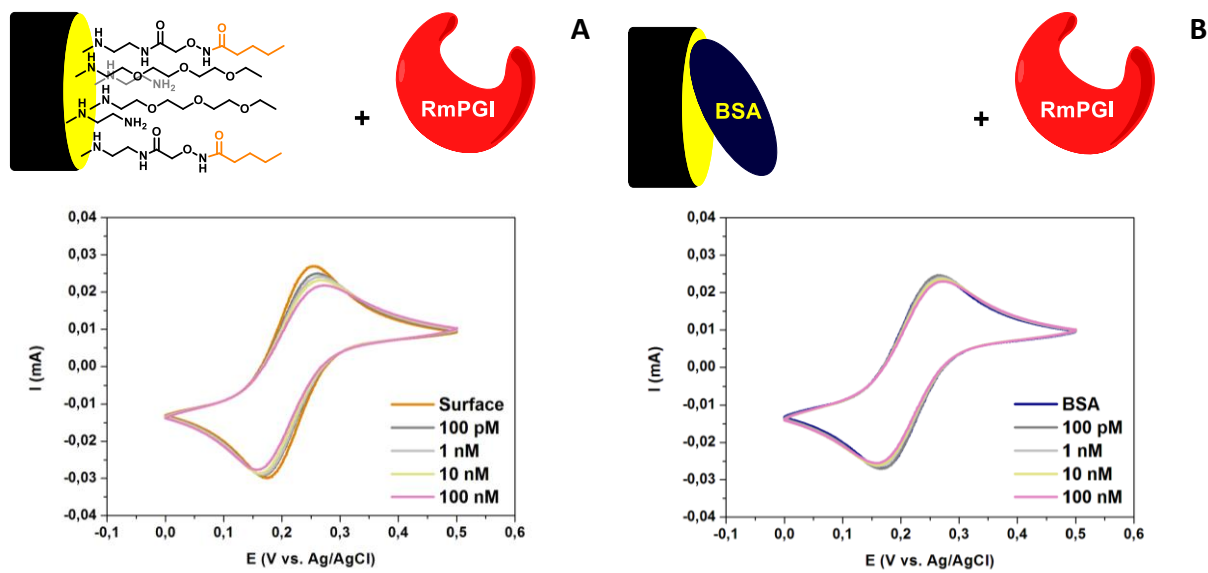 A
B
H
N
O
O
N
H
O
N
H
O
H
N
O
O
O
N
H
NH2
HN
O
O
O
HN
NH2
H
N
O
O
N
H
O
N
H
+
RmPGI
BSA
+
RmPGI
0,04
0,03
0,02
0,01
0,00
-0,01
-0,02
-0,03
-0,04
I (mA)
Surface
100 pM
1 nM
10 nM
100 nM
-0,1 0,0 0,1 0,2 0,3 0,4 0,5 0,6
E (V vs. Ag/AgCl)
0,04
0,03
0,02
0,01
0,00
-0,01
-0,02
-0,03
-0,04
I (mA)
BSA
100 pM
1 nM
10 nM
100 nM
-0,1 0,0 0,1 0,2 0,3 0,4 0,5 0,6
E (V vs. Ag/AgCl)